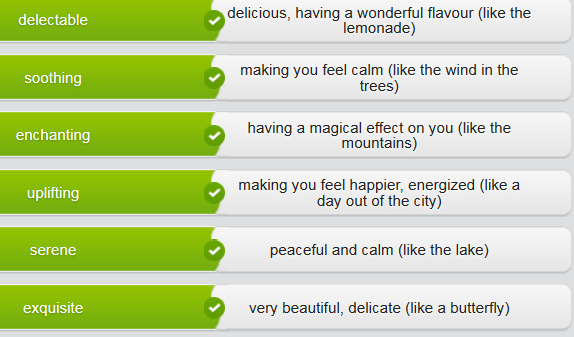 delectable
delicious, having a wonderful flavour (like the
lemonade)
soothing
making you feel calm (like the wind in the
trees)
enchanting
having a magical effect on you (like the
mountains)
uplifting
making you feel happier, energized (like a
day out of the city)
serene
peaceful and calm (like the lake)
exquisite
very beautiful, delicate (like a butterfly)